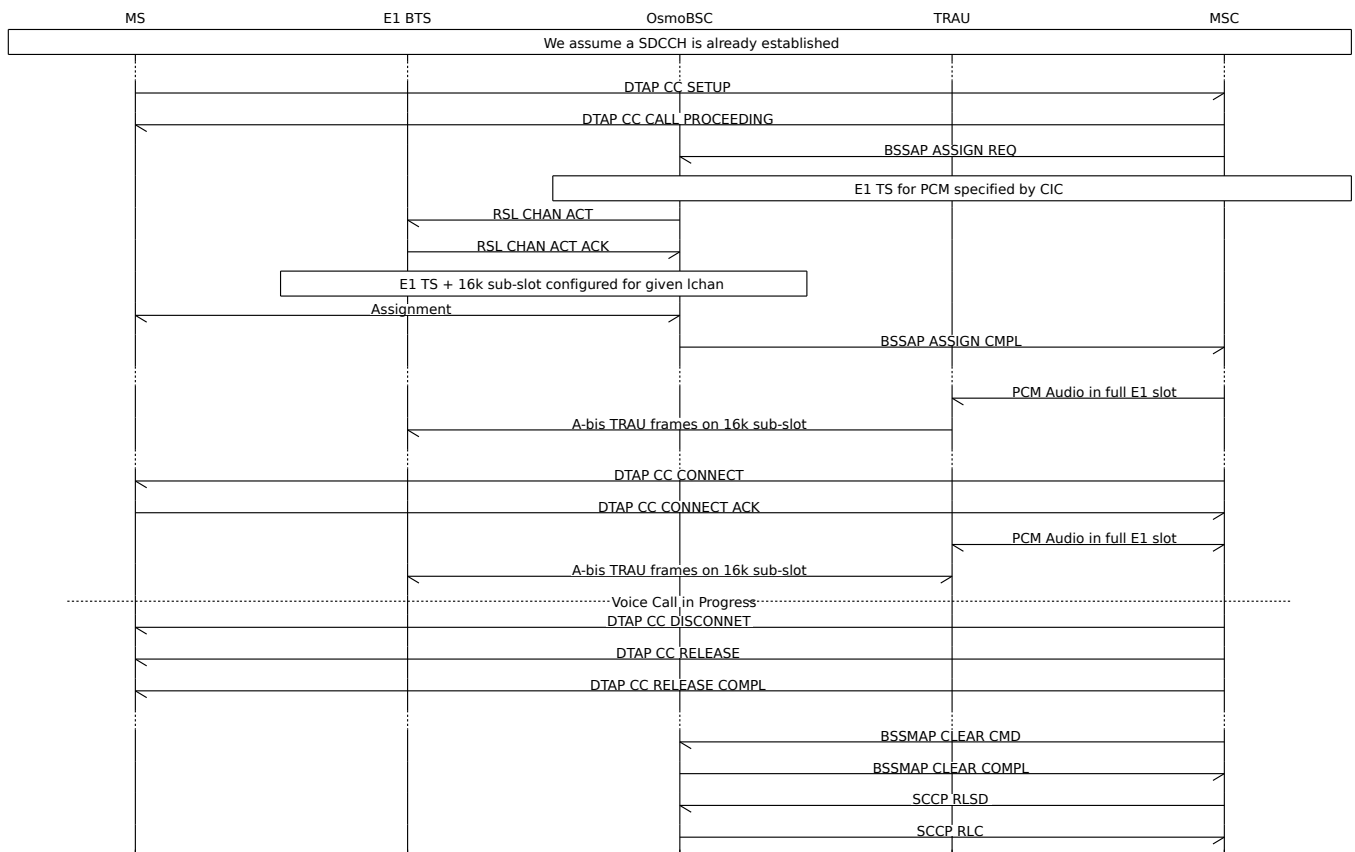 MS E1 BTS OsmoBSC TRAU MSC
We assume a SDCCH is already established
DTAP CC SETUP
DTAP CC CALL PROCEEDING
BSSAP ASSIGN REQ
E1 TS for PCM specified by CIC
RSL CHAN ACT
RSL CHAN ACT ACK
E1 TS + 16k sub-slot configured for given lchan
Assignment
BSSAP ASSIGN CMPL
PCM Audio in full E1 slot
A-bis TRAU frames on 16k sub-slot
DTAP CC CONNECT
DTAP CC CONNECT ACK
PCM Audio in full E1 slot
A-bis TRAU frames on 16k sub-slot
Voice Call in Progress
DTAP CC DISCONNET
DTAP CC RELEASE
DTAP CC RELEASE COMPL
BSSMAP CLEAR CMD
BSSMAP CLEAR COMPL
SCCP RLSD
SCCP RLC